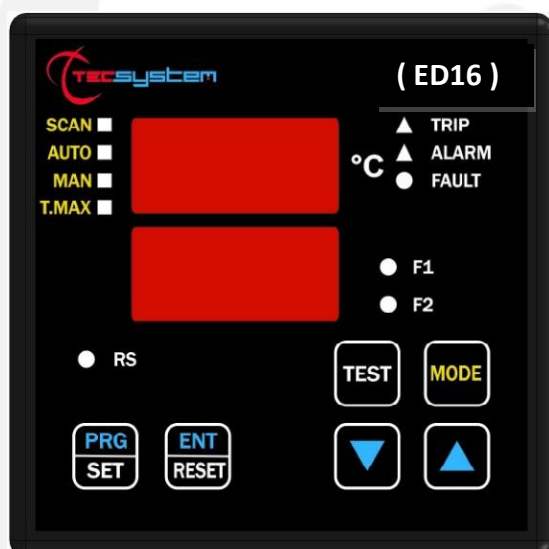 TECSYSTEM
( ED16 )
SCAN
AUTO
MAN
T.MAX
°C
TRIP
ALARM
FAULT
F1
F2
RS
TEST
MODE
PRG
SET
ENT
RESET